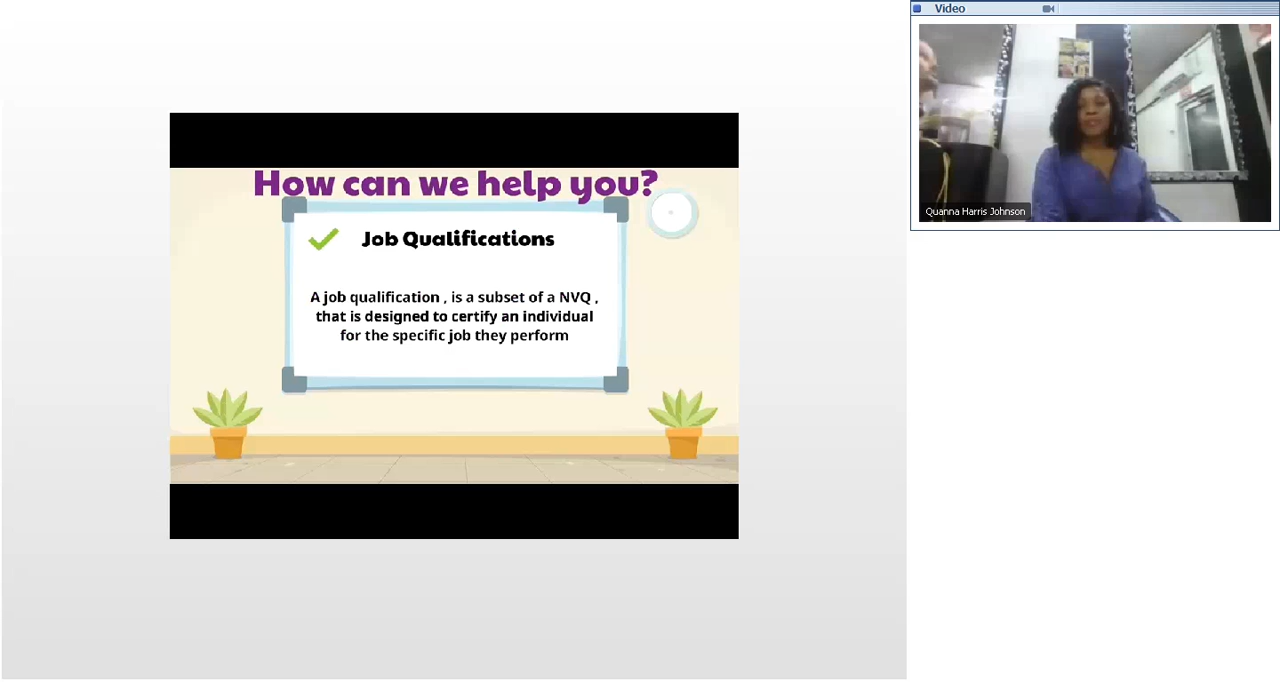 How can we help you?
Job Qualifications
A job qualification , is a subset of a NVQ ,
that is designed to certify an individual
for the specific job they perform
Video
Quanna Harris Johnson